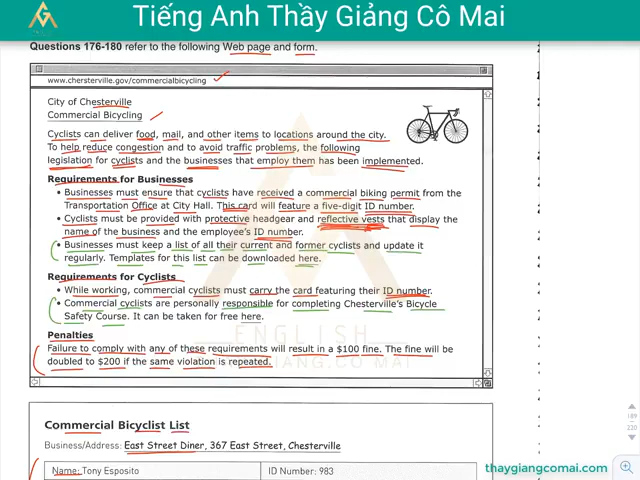 Tiếng Anh Thầy Giảng Cô Mai
Questions 176-180 refer to the following Web page and form.
www.chersterville.gov/commercialbicycling
City of Chesterville
Commercial Bicycling
Cyclists can deliver food, mail, and other items to locations around the city.
To help reduce congestion and to avoid traffic problems, the following
legislation for cyclists and the businesses that employ them has been implemented.
Requirements for Businesses
• Businesses must ensure that cyclists have received a commercial biking permit from the
Transportation Office at City Hall. This card will feature a five-digit ID number.
• Cyclists must be provided with protective headgear and reflective vests that display the
name of the business and the employee's ID number.
• Businesses must keep a list of all their current and former cyclists and update it
regularly. Templates for this list can be downloaded here.
Requirements for Cyclists
• While working, commercial cyclists must carry the card featuring their ID number.
• Commercial cyclists are personally responsible for completing Chesterville's Bicycle
Safety Course. It can be taken for free here.
ENGLISH
Penalties
Failure to comply with any of these requirements will result in a $100 fine. The fine will be
doubled to $200 if the same violation is repeated.
GIANG.CO MAI
Commercial Bicyclist List
Business/Address: East Street Diner, 367 East Street, Chesterville
Name: Tony Esposito
ID Number: 983
189
220
thaygiangcomai.com